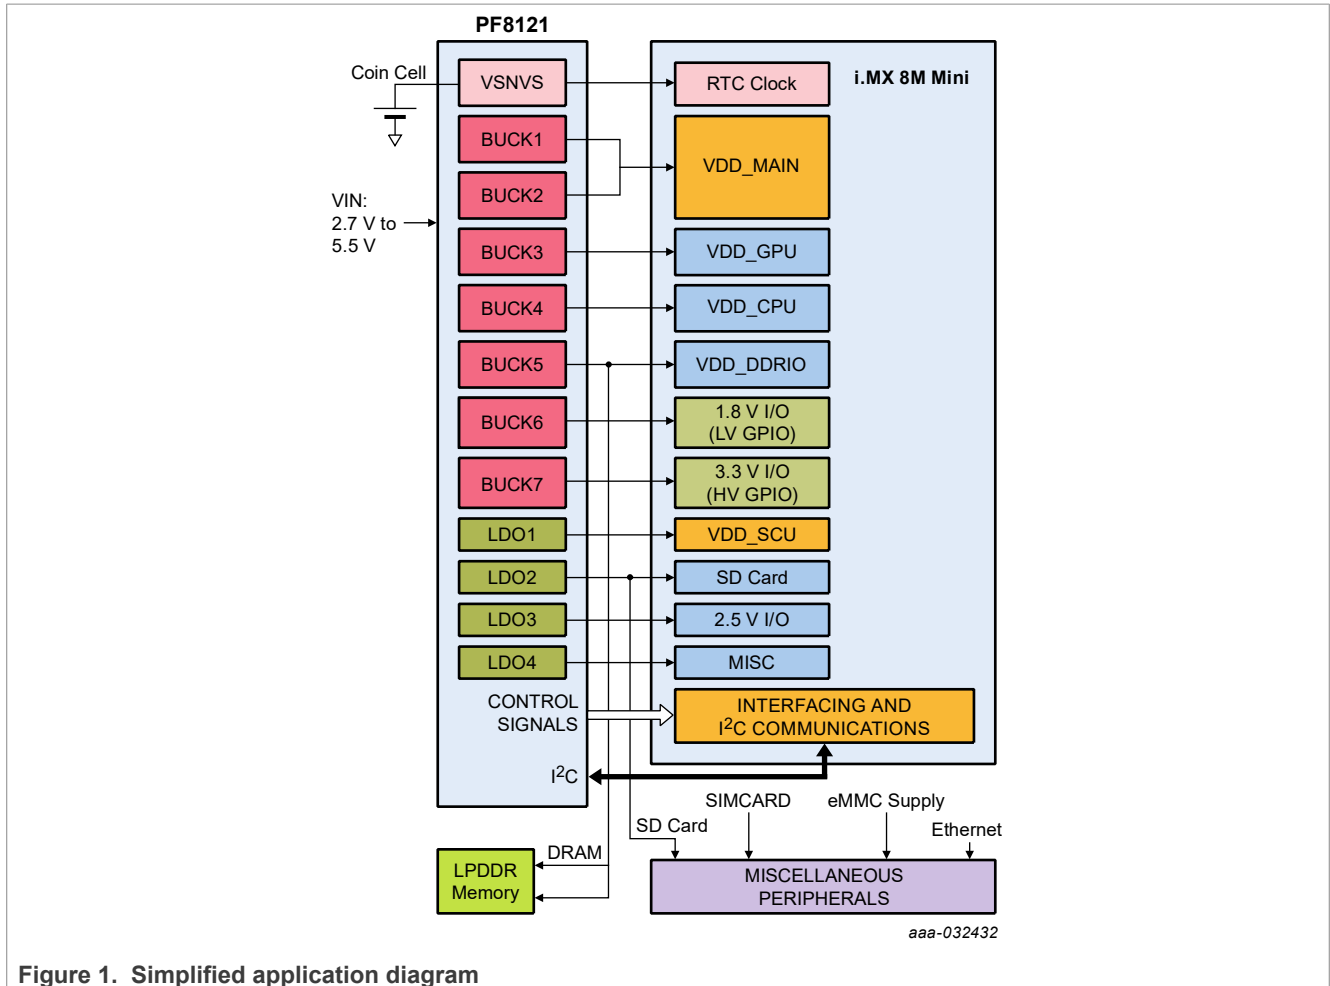 PF8121
i.MX 8M Mini
Coin Cell
VSNVS
RTC Clock
BUCK1
BUCK2
VDD_MAIN
VIN:
2.7 V to
5.5 V
BUCK3
VDD_GPU
BUCK4
VDD_CPU
BUCK5
VDD_DDRIO
BUCK6
1.8 V I/O
(LV GPIO)
BUCK7
3.3 V I/O
(HV GPIO)
LDO1
VDD_SCU
LDO2
SD Card
LDO3
2.5 V I/O
LDO4
MISC
CONTROL
SIGNALS
INTERFACING AND
I²C COMMUNICATIONS
I²C
SIMCARD
eMMC Supply
SD Card
Ethernet
DRAM
LPDDR
Memory
MISCELLANEOUS
PERIPHERALS
aaa-032432
Figure 1. Simplified application diagram